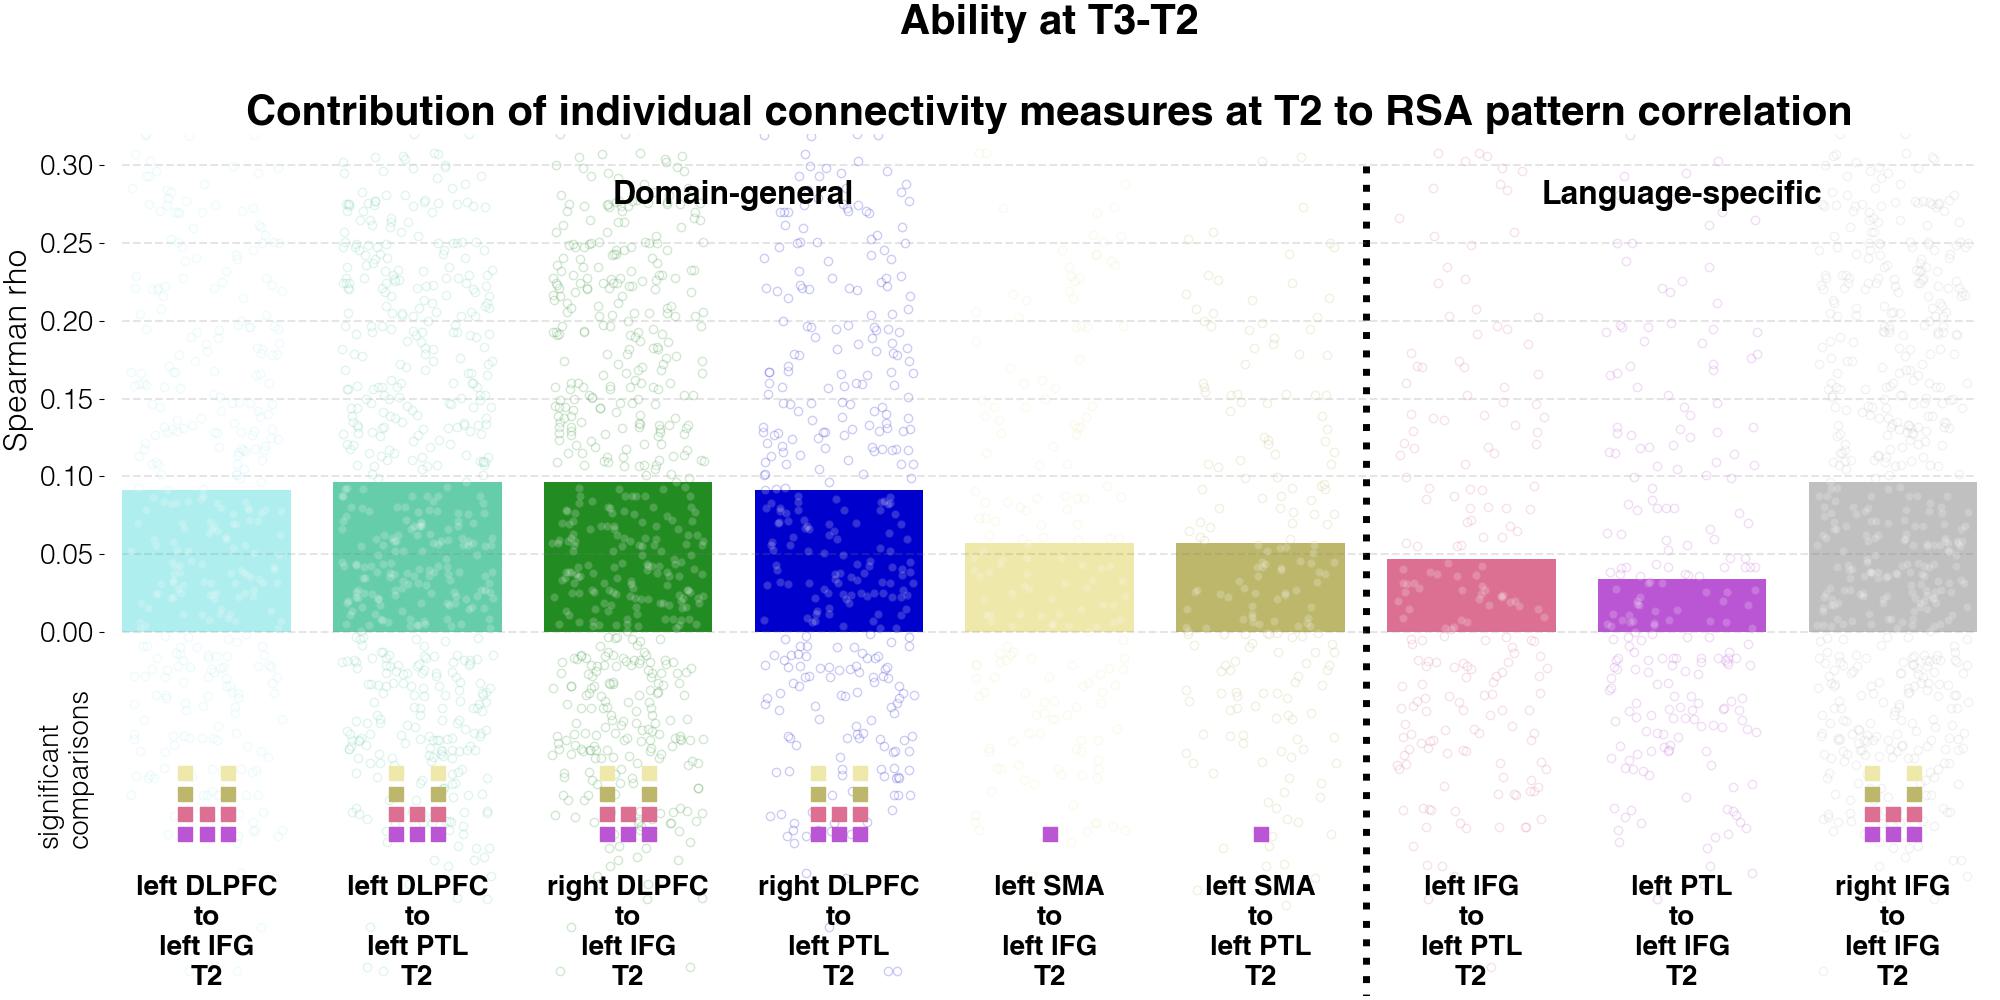 Ability at T3-T2
Contribution of individual connectivity measures at T2 to RSA pattern correlation
Domain-general
Language-specific
Spearman rho
0.30
0.25
0.20
0.15
0.10
0.05
0.00
significant
comparisons
left DLPFC
to
left IFG
T2
left DLPFC
to
left PTL
T2
right DLPFC
to
left IFG
T2
right DLPFC
to
left PTL
T2
left SMA
to
left IFG
T2
left SMA
to
left PTL
T2
left IFG
to
left PTL
T2
left PTL
to
left IFG
T2
right IFG
to
left IFG
T2